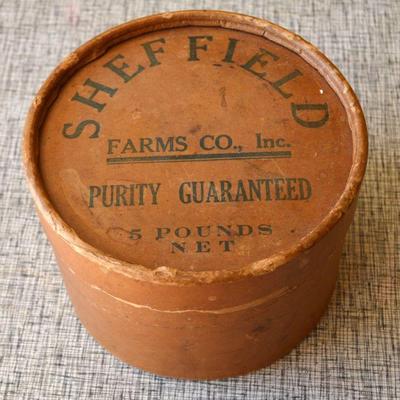 SHEFFIELD
FARMS CO., Inc.
PURITY GUARANTEED
5 POUNDS
NET